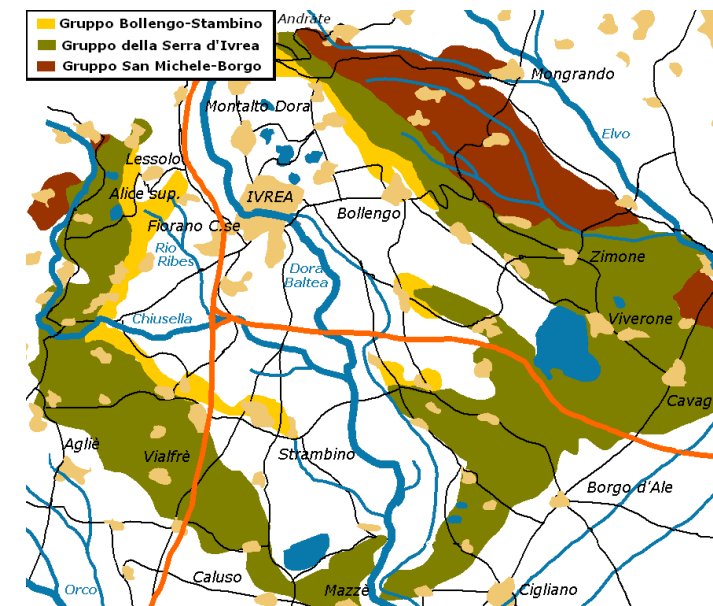 Gruppo Bollengo-Stambino
Gruppo della Serra d'Ivrea
Gruppo San Michele-Borgo
Andrate
Mongrando
Montalto Dora
Elvo
Lessolo
Alice sup.
IVREA
Bollengo
Fiorano C.se
Rio
Ribes
Zimone
Dora
Baltea
Chiusella
Viverone
Cavag
Agliè
Vialfrè
Strambino
Borgo d'Ale
Caluso
Orco
Mazzè
Cigliano